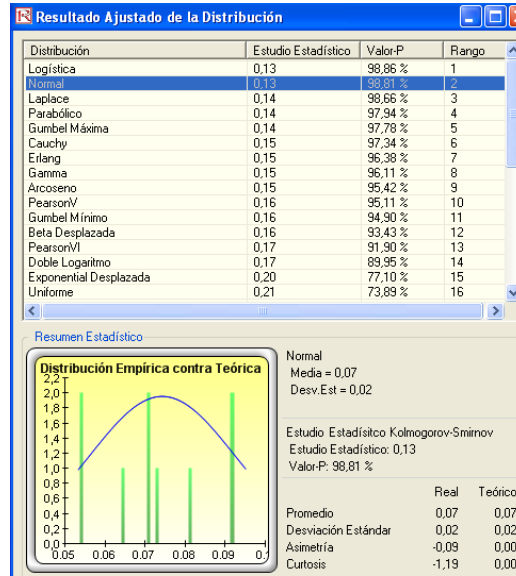 Resultado Ajustado de la Distribución
Distribución Estudio Estadístico Valor-P Rango
Logística 0,13 98,86 % 1
Normal 0,13 98,81 % 2
Laplace 0,14 98,66 % 3
Parabólico 0,14 97,94 % 4
Gumbel Máxima 0,14 97,78 % 5
Cauchy 0,15 97,34 % 6
Erlang 0,15 96,38 % 7
Gamma 0,15 96,11 % 8
Arcoseno 0,15 95,42 % 9
PearsonV 0,16 95,11 % 10
Gumbel Mínimo 0,16 94,90 % 11
Beta Desplazada 0,16 93,43 % 12
PearsonVI 0,17 91,90 % 13
Doble Logaritmo 0,17 89,95 % 14
Exponential Desplazada 0,20 77,10 % 15
Uniforme 0,21 73,89 % 16
Resumen Estadístico
Distribución Empírica contra Teórica
2,2
2,0
1,8
1,6
1,4
1,2
1,0
0,8
0,6
0,4
0,2
0,0
0.05 0.06 0.07 0.08 0.09 0.
Normal
Media = 0,07
Desv.Est = 0,02
Estudio Estadísitco Kolmogorov-Smirnov
Estudio Estadístico: 0,13
Valor-P: 98,81 %
Real Teórico
Promedio 0,07 0,07
Desviación Estándar 0,02 0,02
Asimetría -0,09 0,00
Curtosis -1,19 0,00